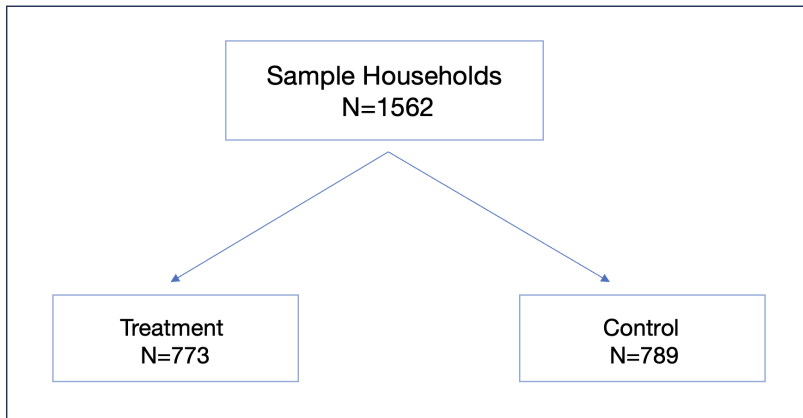 Sample Households
N=1562
Treatment
N=773
Control
N=789